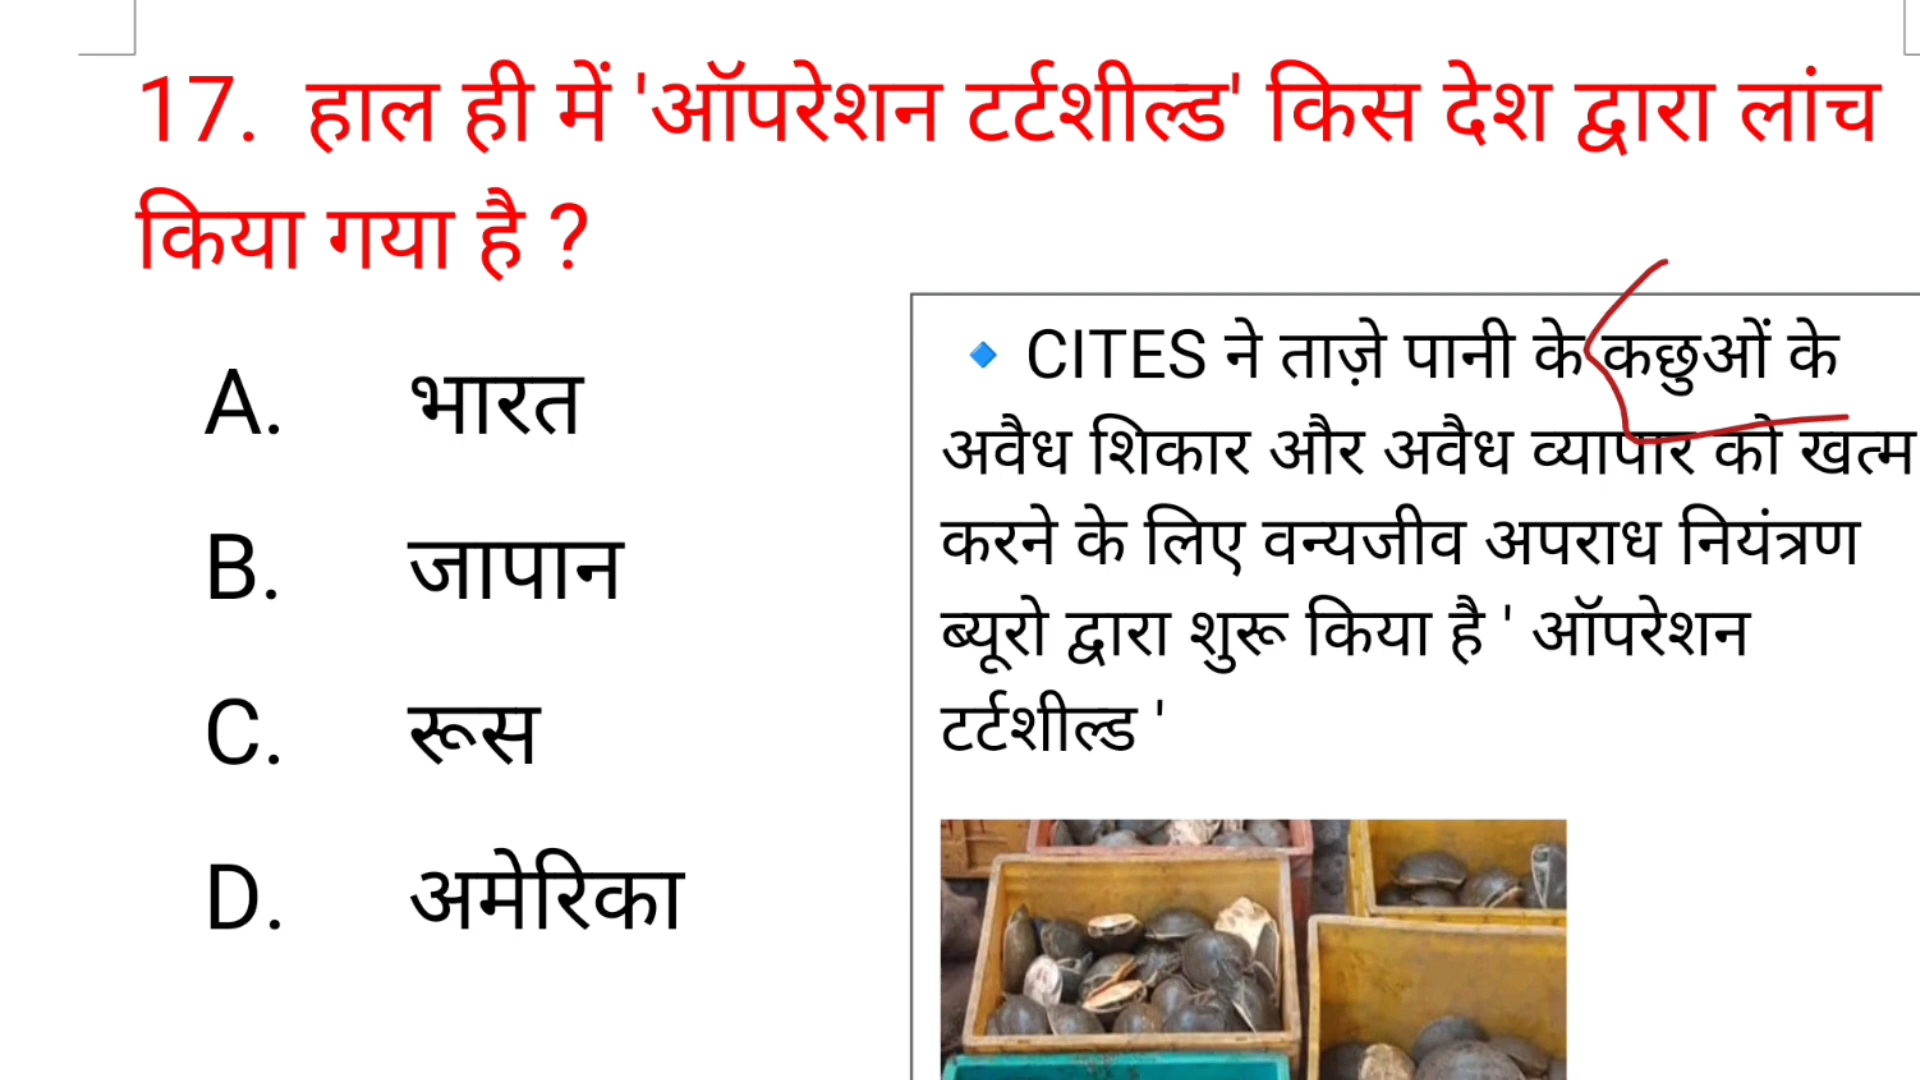 17. हाल ही में 'ऑपरेशन टर्टशील्ड' किस देश द्वारा लांच
किया गया है ?
A. भारत
B. जापान
C. रूस
D. अमेरिका
🔹 CITES ने ताज़े पानी के कछुओं के
अवैध शिकार और अवैध व्यापार को खत्म
करने के लिए वन्यजीव अपराध नियंत्रण
ब्यूरो द्वारा शुरू किया है ' ऑपरेशन
टर्टशील्ड '